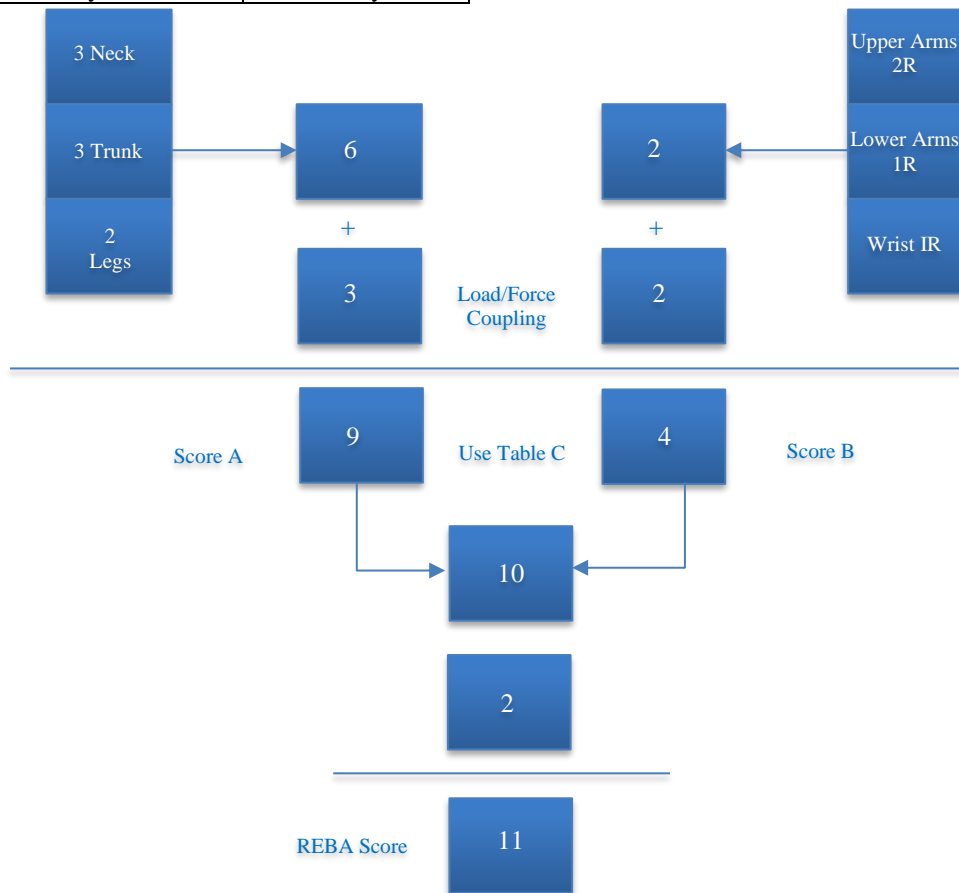 3 Neck
Upper Arms
2R
3 Trunk
6
2
Lower Arms
1R
2
Legs
+
+
Wrist IR
3
Load/Force
Coupling
2
9
4
Score A
Use Table C
Score B
10
2
REBA Score
11